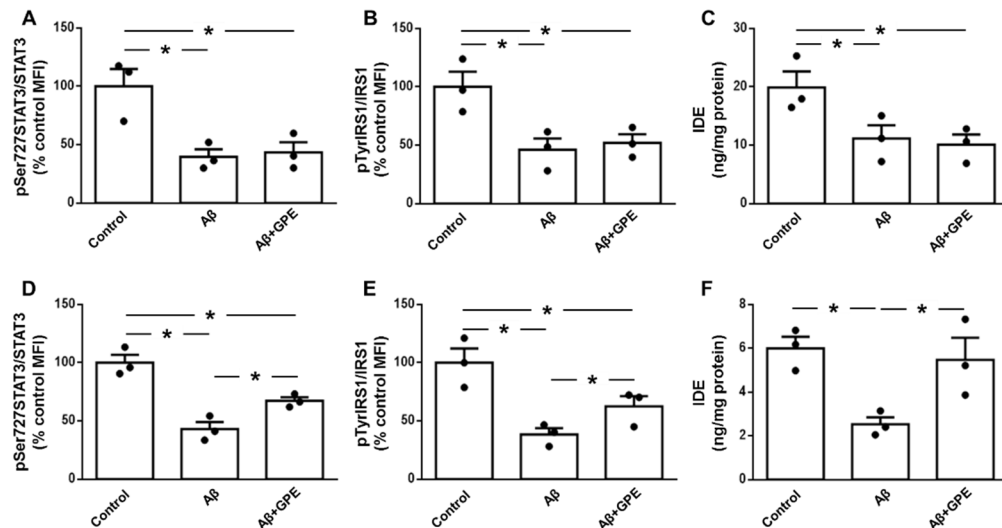 A
pSer727STAT3/STAT3
(% control MFI)
150
100
50
0
*
*
Control
Aβ
Aβ+GPE
B
pTyrIRS1/IRS1
(% control MFI)
150
100
50
0
*
*
Control
Aβ
Aβ+GPE
C
IDE
(ng/mg protein)
30
20
10
0
*
*
Control
Aβ
Aβ+GPE
D
pSer727STAT3/STAT3
(% control MFI)
150
100
50
0
*
*
*
Control
Aβ
Aβ+GPE
E
pTyrIRS1/IRS1
(% control MFI)
150
100
50
0
*
*
*
Control
Aβ
Aβ+GPE
F
IDE
(ng/mg protein)
8
6
4
2
0
*
*
Control
Aβ
Aβ+GPE